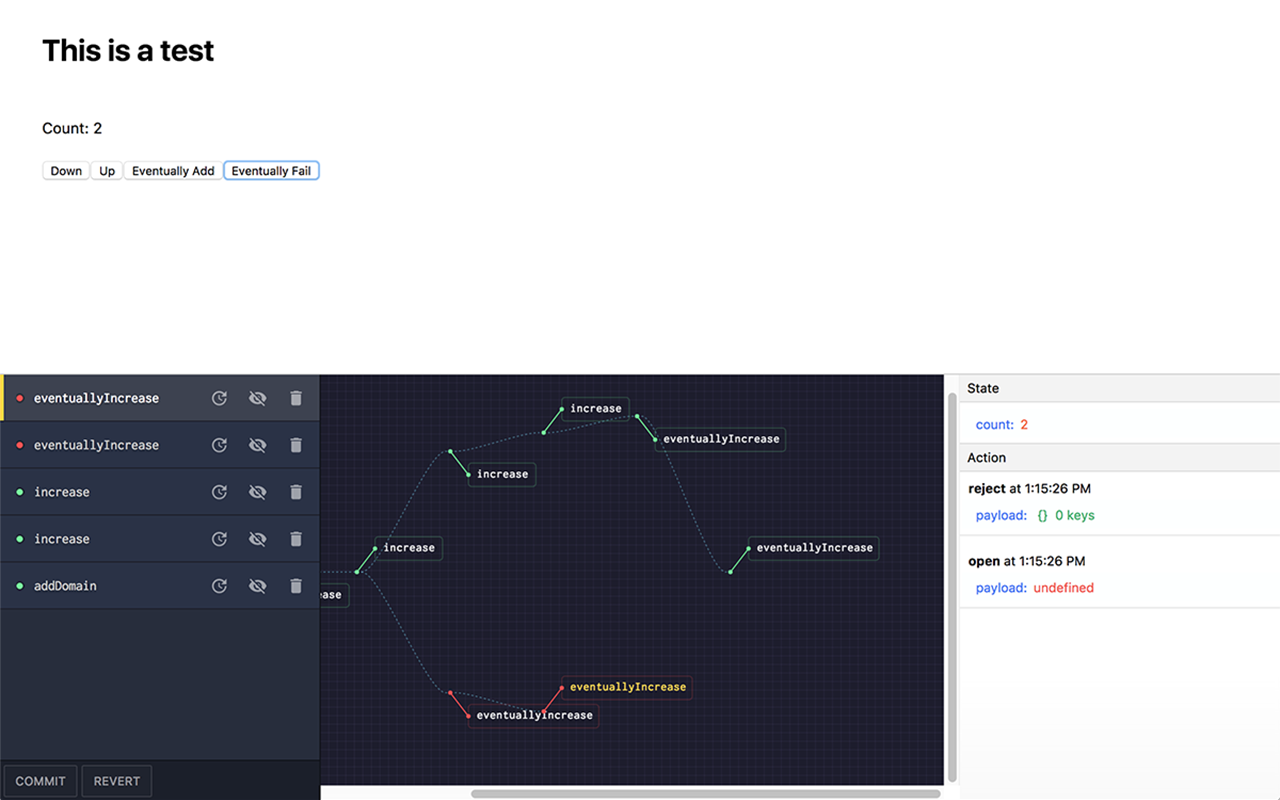 This is a test
Count: 2
Down Up Eventually Add Eventually Fail
eventuallyIncrease
eventuallyIncrease
increase
increase
addDomain
COMMIT REVERT
increase
eventuallyIncrease
increase
increase
eventuallyIncrease
ase
eventuallyIncrease
eventuallyIncrease
State
count: 2
Action
reject at 1:15:26 PM
payload: {} 0 keys
open at 1:15:26 PM
payload: undefined